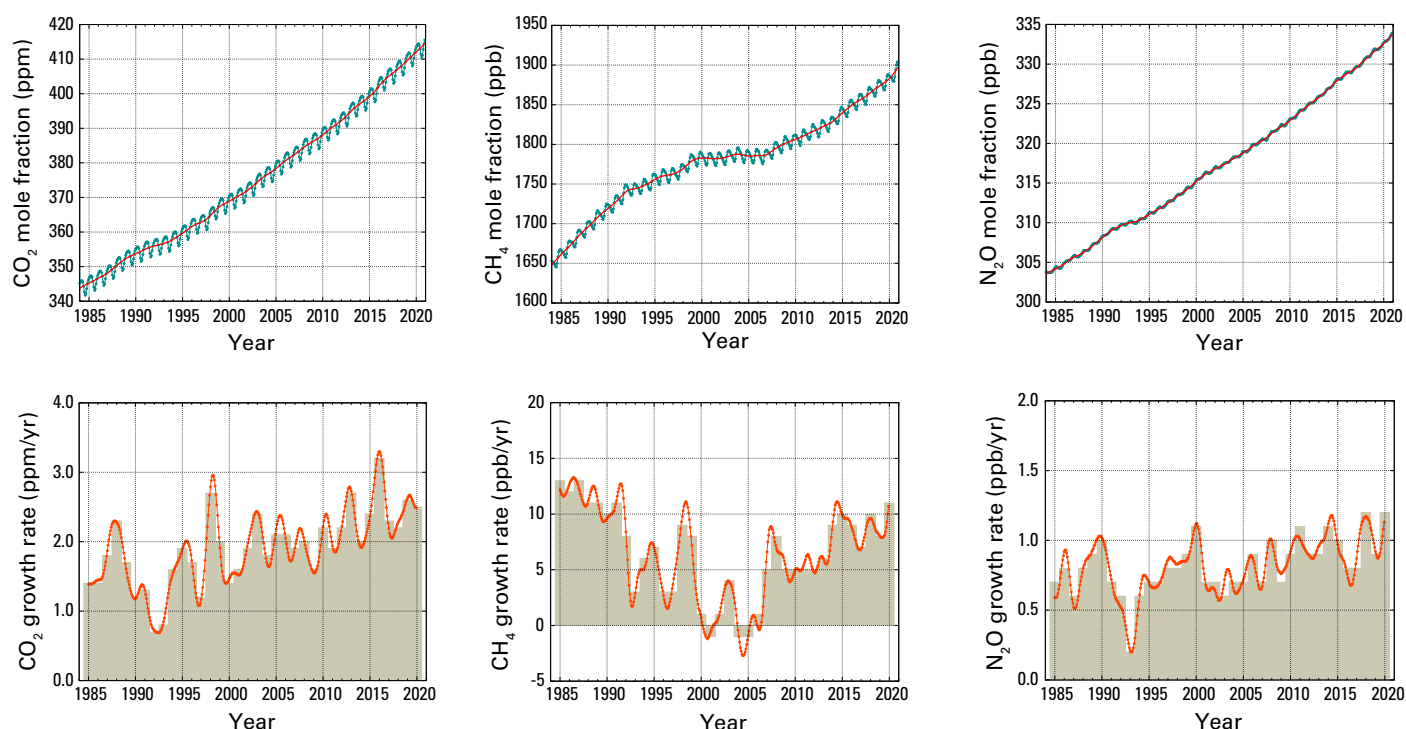 CO₂ mole fraction (ppm)
420
410
400
390
380
370
360
350
340
1985 1990 1995 2000 2005 2010 2015 2020
Year
CH₄ mole fraction (ppb)
1950
1900
1850
1800
1750
1700
1650
1600
1985 1990 1995 2000 2005 2010 2015 2020
Year
N₂O mole fraction (ppb)
335
330
325
320
315
310
305
300
1985 1990 1995 2000 2005 2010 2015 2020
Year
CO₂ growth rate (ppm/yr)
4.0
3.0
2.0
1.0
0.0
1985 1990 1995 2000 2005 2010 2015 2020
Year
CH₄ growth rate (ppb/yr)
20
15
10
5
0
-5
1985 1990 1995 2000 2005 2010 2015 2020
Year
N₂O growth rate (ppb/yr)
2.0
1.5
1.0
0.5
0.0
1985 1990 1995 2000 2005 2010 2015 2020
Year